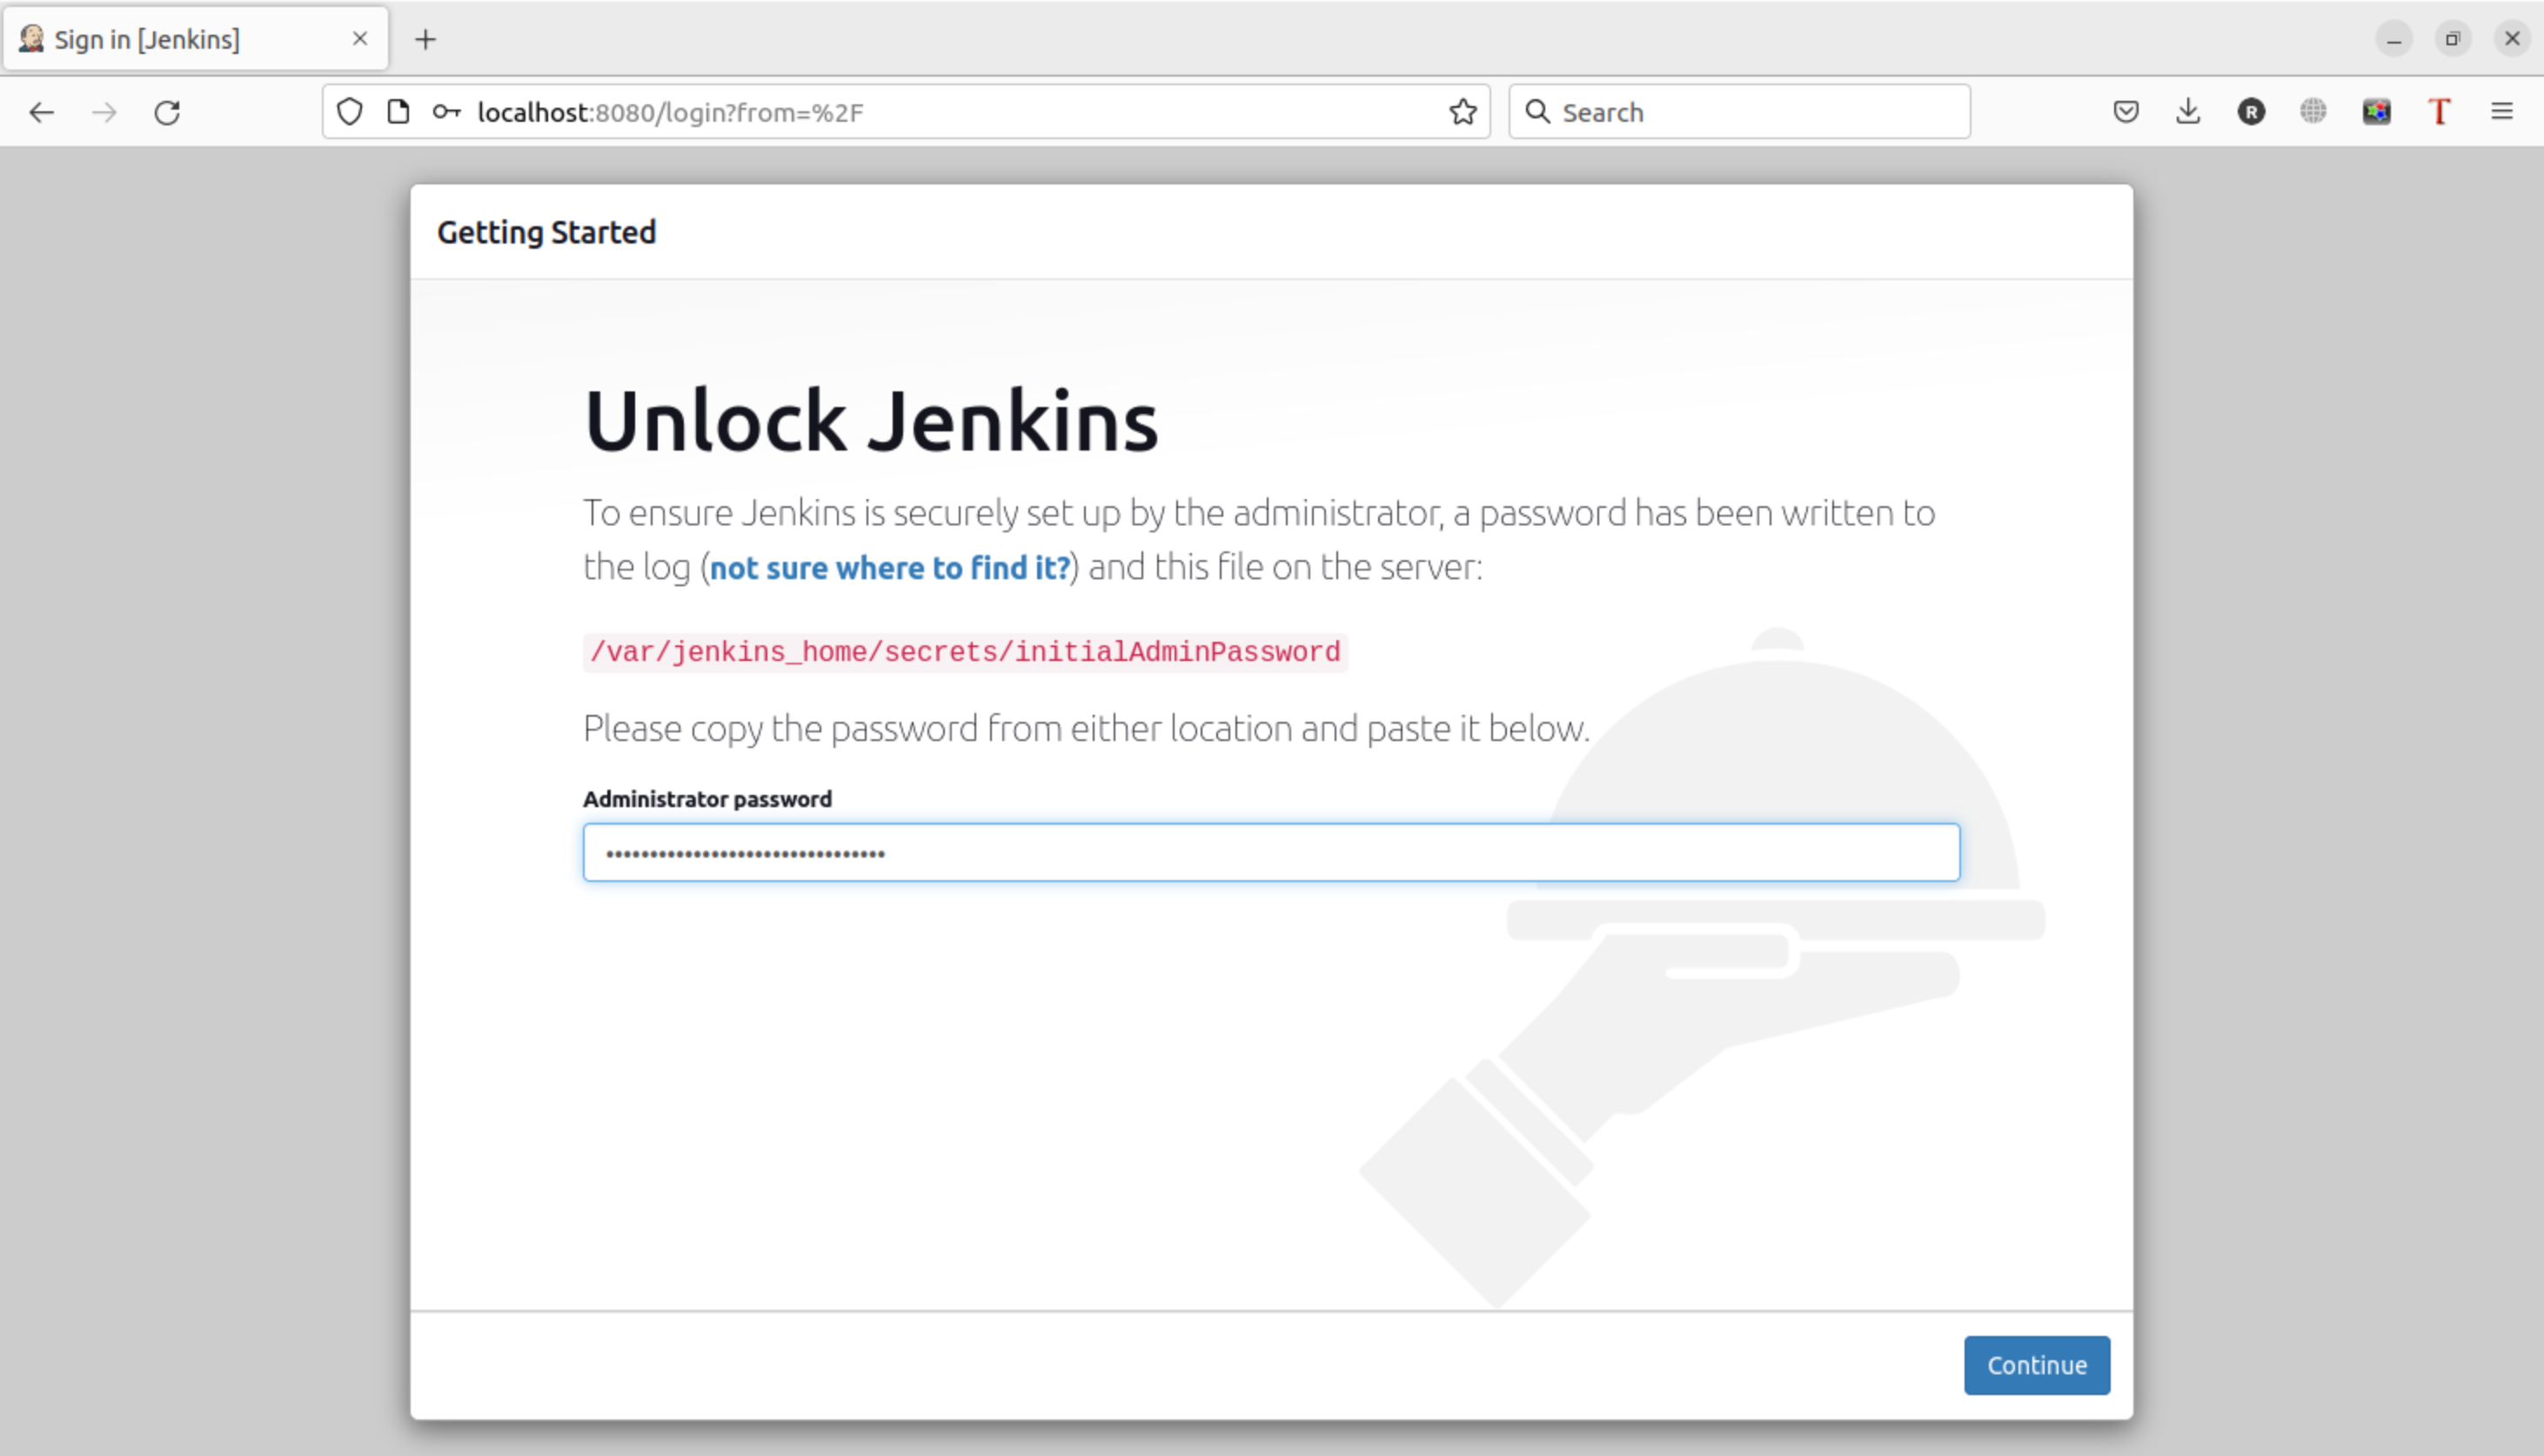 Sign in [Jenkins]
localhost:8080/login?from=%2F
Search
R
T
Getting Started
Unlock Jenkins
To ensure Jenkins is securely set up by the administrator, a password has been written to
the log (not sure where to find it?) and this file on the server:
/var/jenkins_home/secrets/initialAdminPassword
Please copy the password from either location and paste it below.
Administrator password
••••••••••••••••••••••••••••••••
Continue